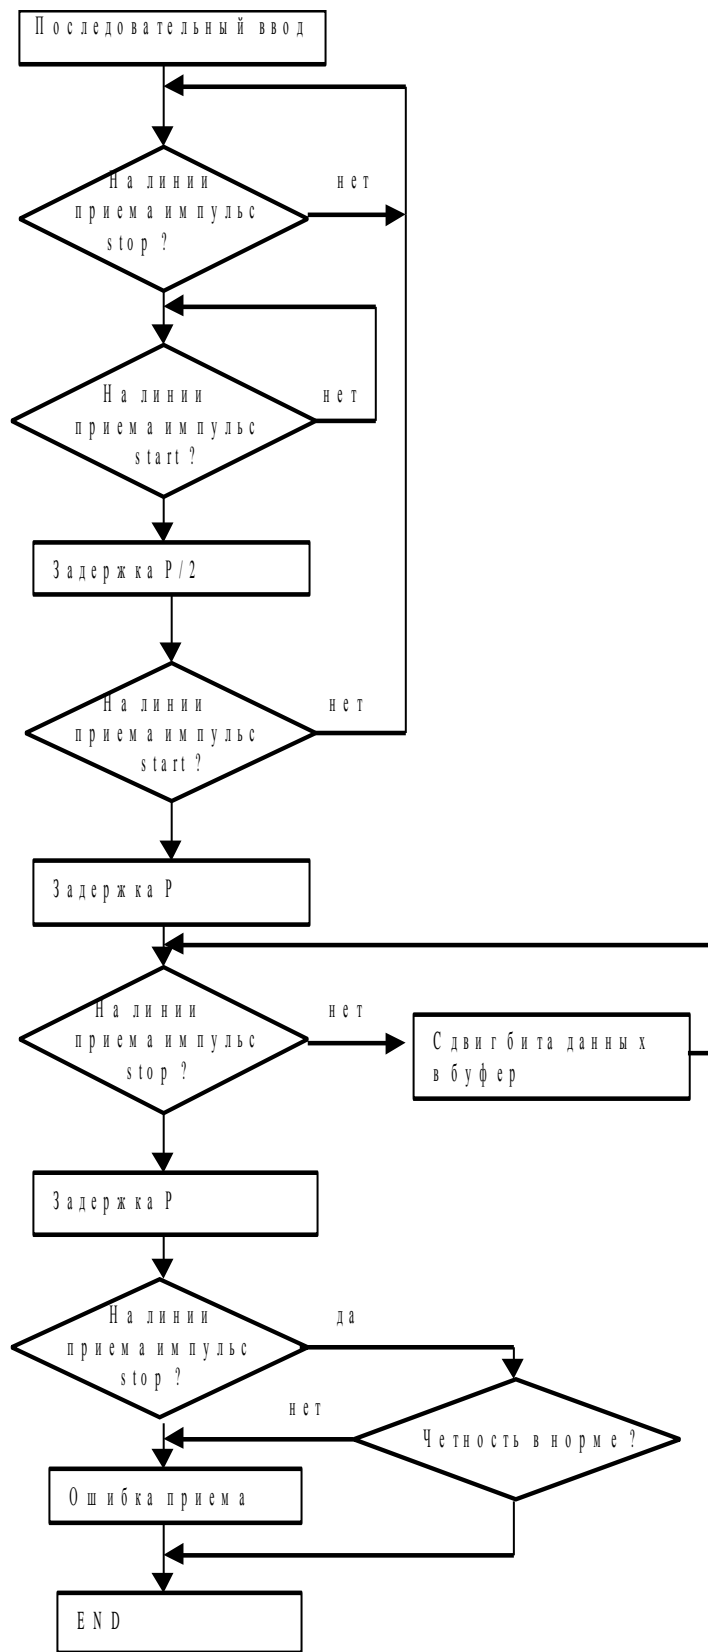 Последовательный ввод
На линии
нет
приема импульс
stop ?
На линии
нет
приема импульс
start ?
Задержка P/2
На линии
нет
приема импульс
start ?
Задержка P
На линии
нет
приема импульс
stop ?
Сдвиг бита данных
в буфер
Задержка P
На линии
да
приема импульс
stop ?
нет
Четность в норме ?
Ошибка приема
END